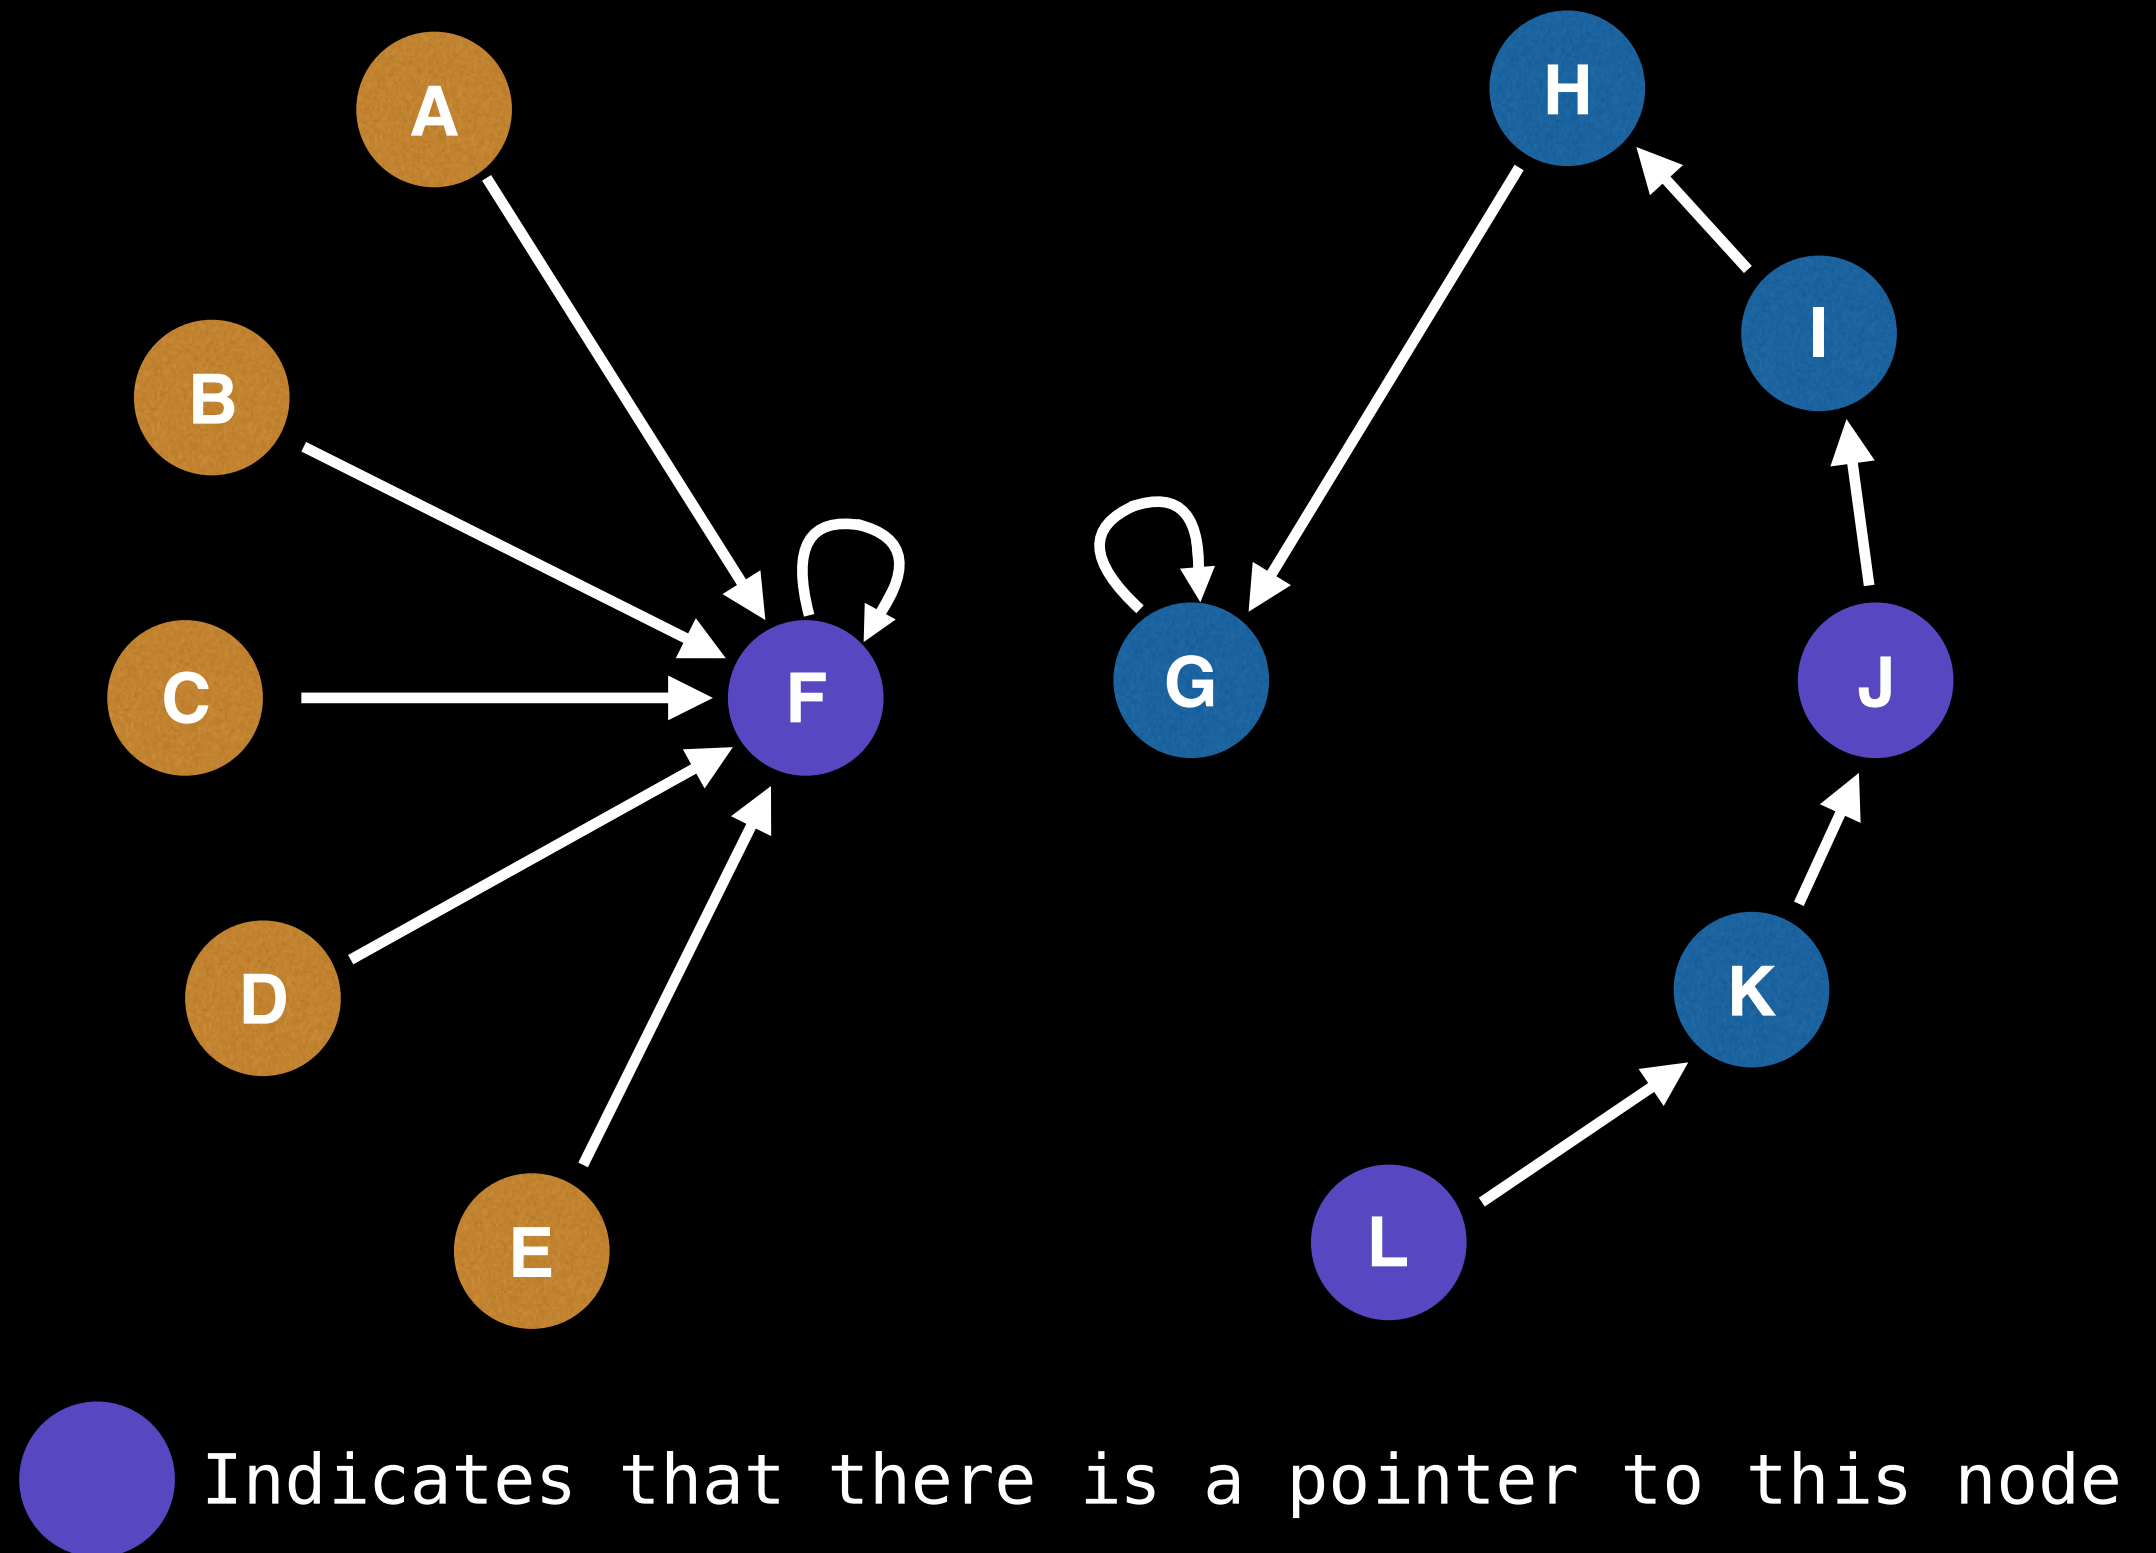 A
H
B
I
C
F
G
J
D
K
E
L
Indicates that there is a pointer to this node